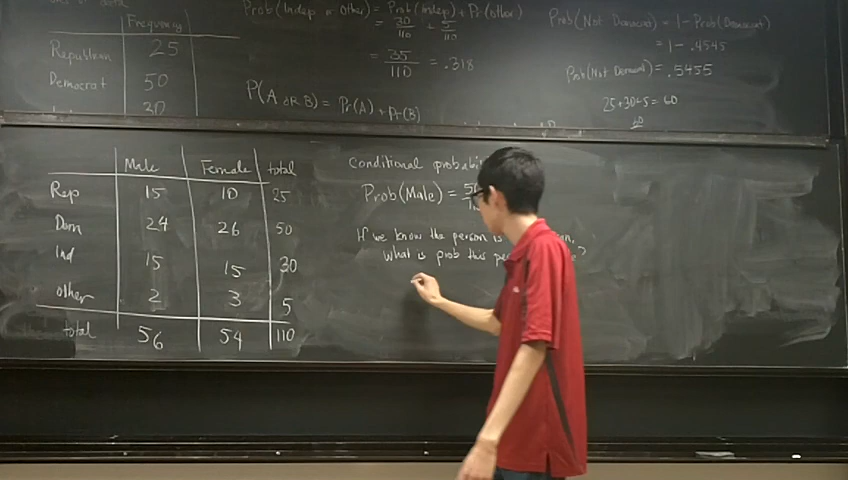 Frequency
Republican 25
Democrat 50
30
Prob(Indep or Other) = Prob(Indep) + Pr(other)
= 30/110 + 5/110
= 35/110 = .318
P(A OR B) = Pr(A) + Pr(B)
Prob(Not Democrat) = 1 - Prob(Democrat)
= 1 - .4545
Prob(Not Democrat) = .5455
25+30+5 = 60
60
Male Female total
Rep 15 10 25
Dem 24 26 50
Ind 15 15 30
other 2 3 5
total 56 54 110
Conditional probabili
Prob(Male) =
If we know the person is
What is prob this pe e?